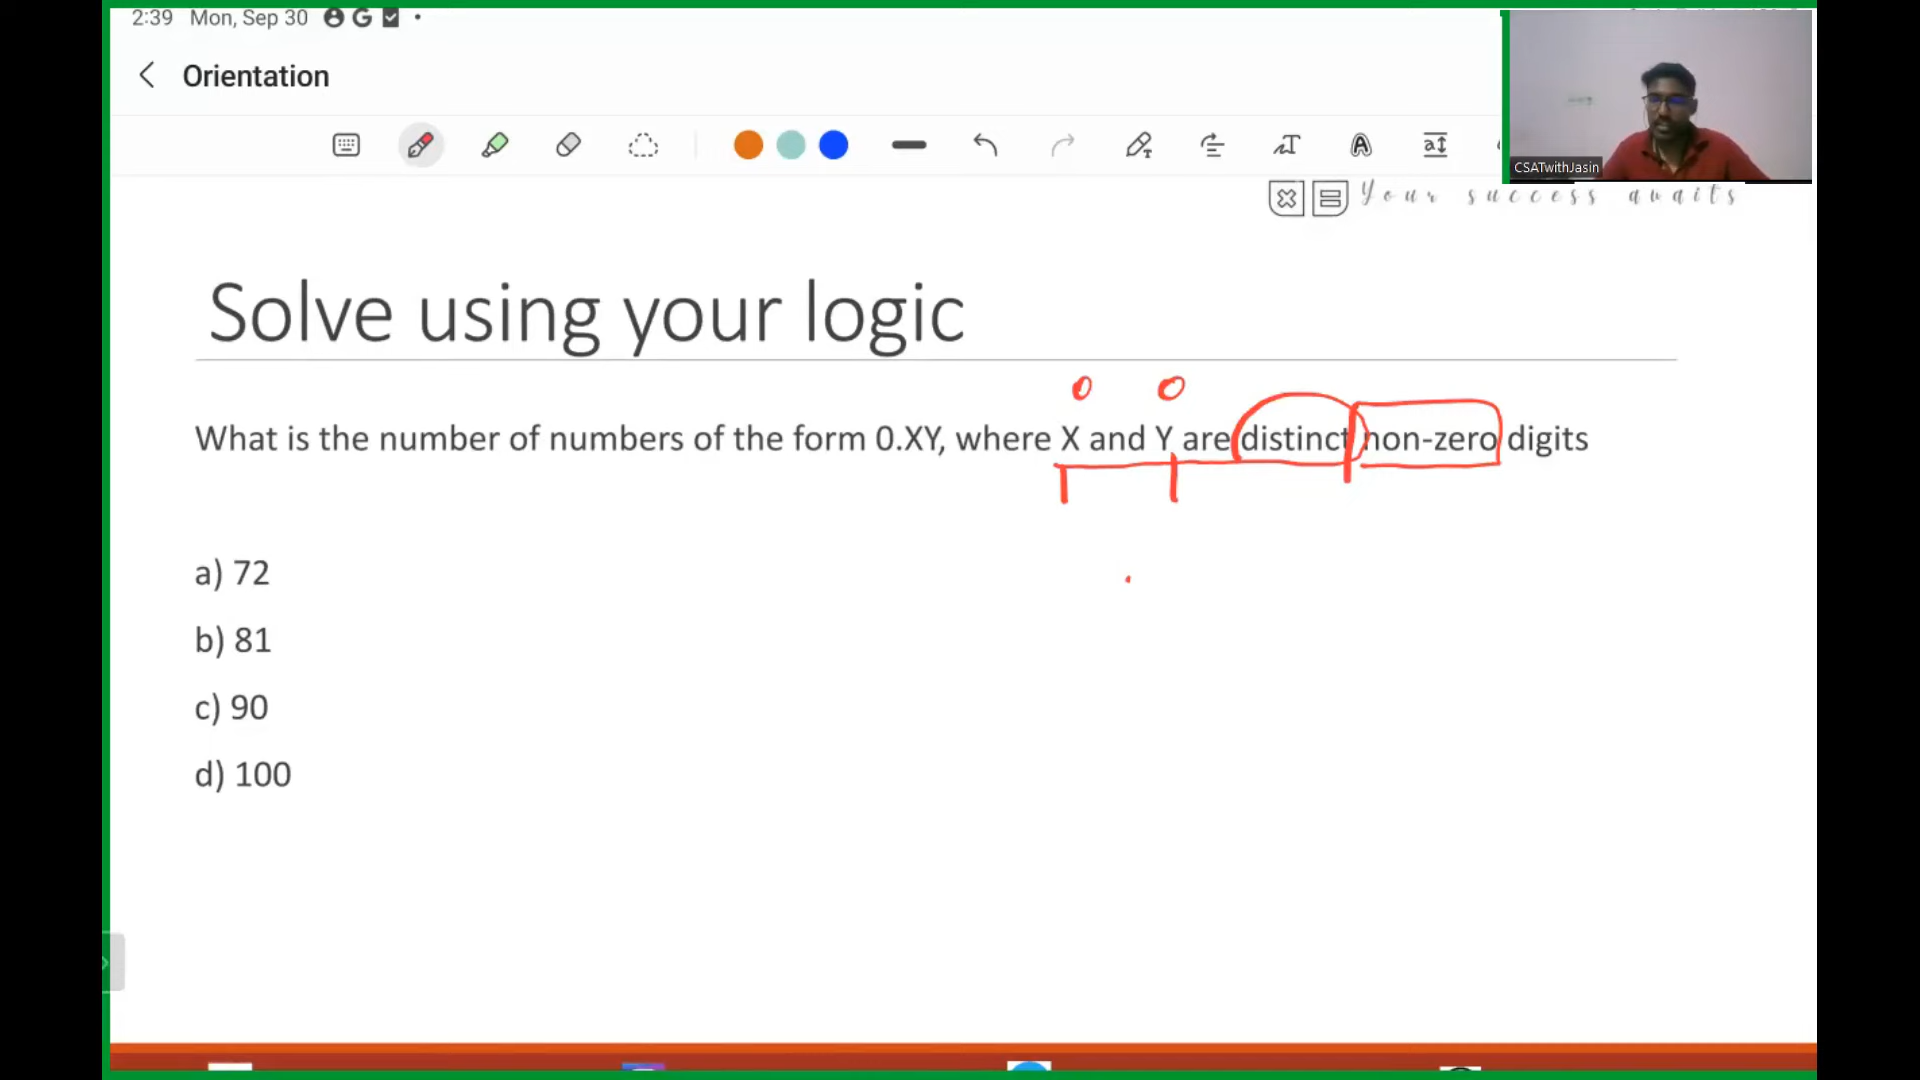 2:39 Mon, Sep 30
Orientation
CSATwithJasin
Your success awaits
Solve using your logic
0 0
What is the number of numbers of the form 0.XY, where X and Y are distinct non-zero digits
a) 72
b) 81
c) 90
d) 100